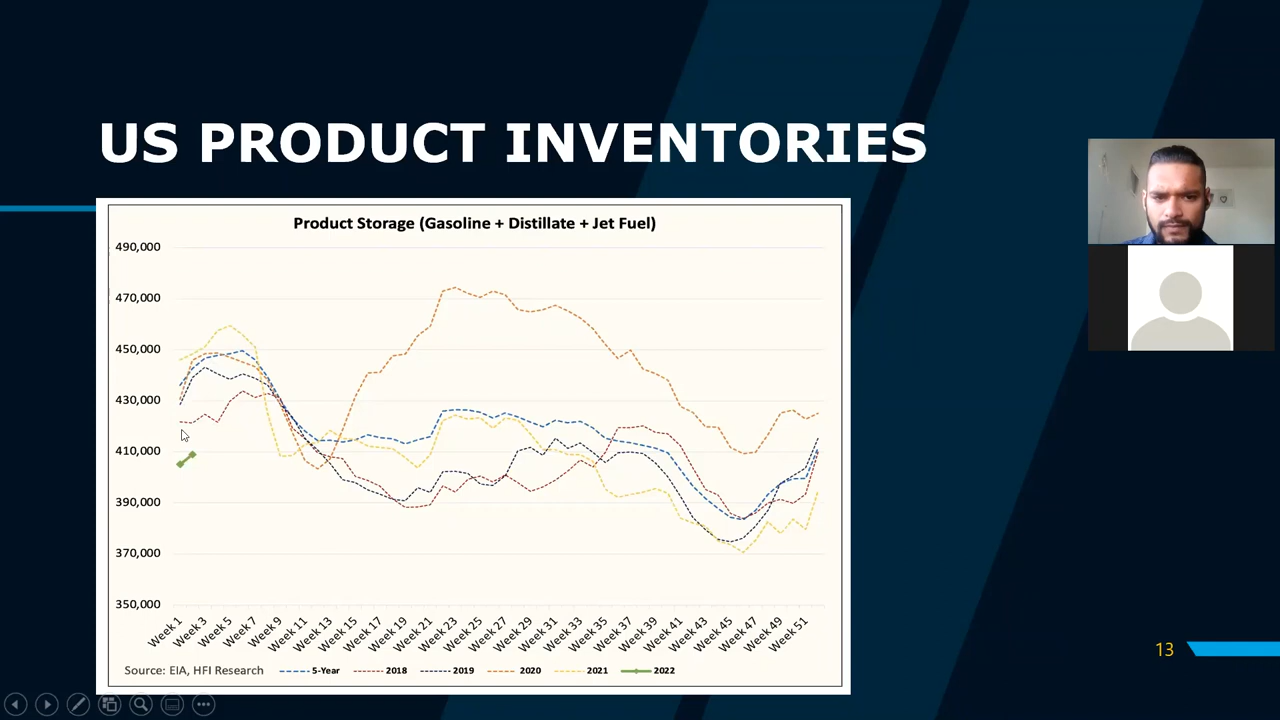 US PRODUCT INVENTORIES
Product Storage (Gasoline + Distillate + Jet Fuel)
490,000
470,000
450,000
430,000
410,000
390,000
370,000
350,000
Week 1 Week 3 Week 5 Week 7 Week 9 Week 11 Week 13 Week 15 Week 17 Week 19 Week 21 Week 23 Week 25 Week 27 Week 29 Week 31 Week 33 Week 35 Week 37 Week 39 Week 41 Week 43 Week 45 Week 47 Week 49 Week 51
Source: EIA, HFI Research 5-Year 2018 2019 2020 2021 2022
13